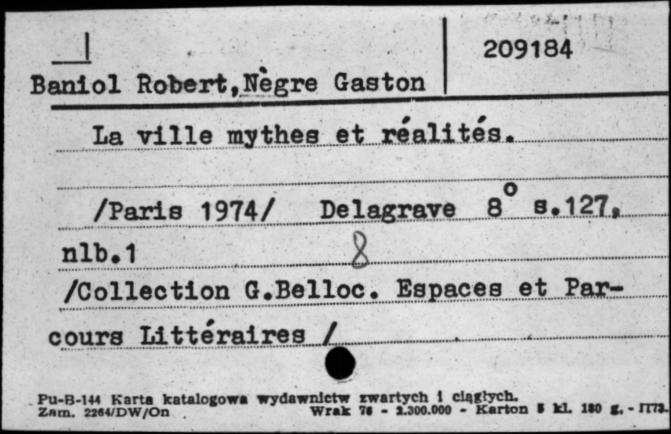 209184
Baniol Robert,Nègre Gaston
La ville mythes et réalités.
/Paris 1974/ Delagrave 8° s.127,
nlb.1 8
/Collection G.Belloc. Espaces et Par-
cours Littéraires /
Pu-B-144 Karta katalogowa wydawnictw zwartych i ciągłych.
Zam. 2264/DW/On Wrak 76 - 2.300.000 - Karton 5 kl. 180 g. -